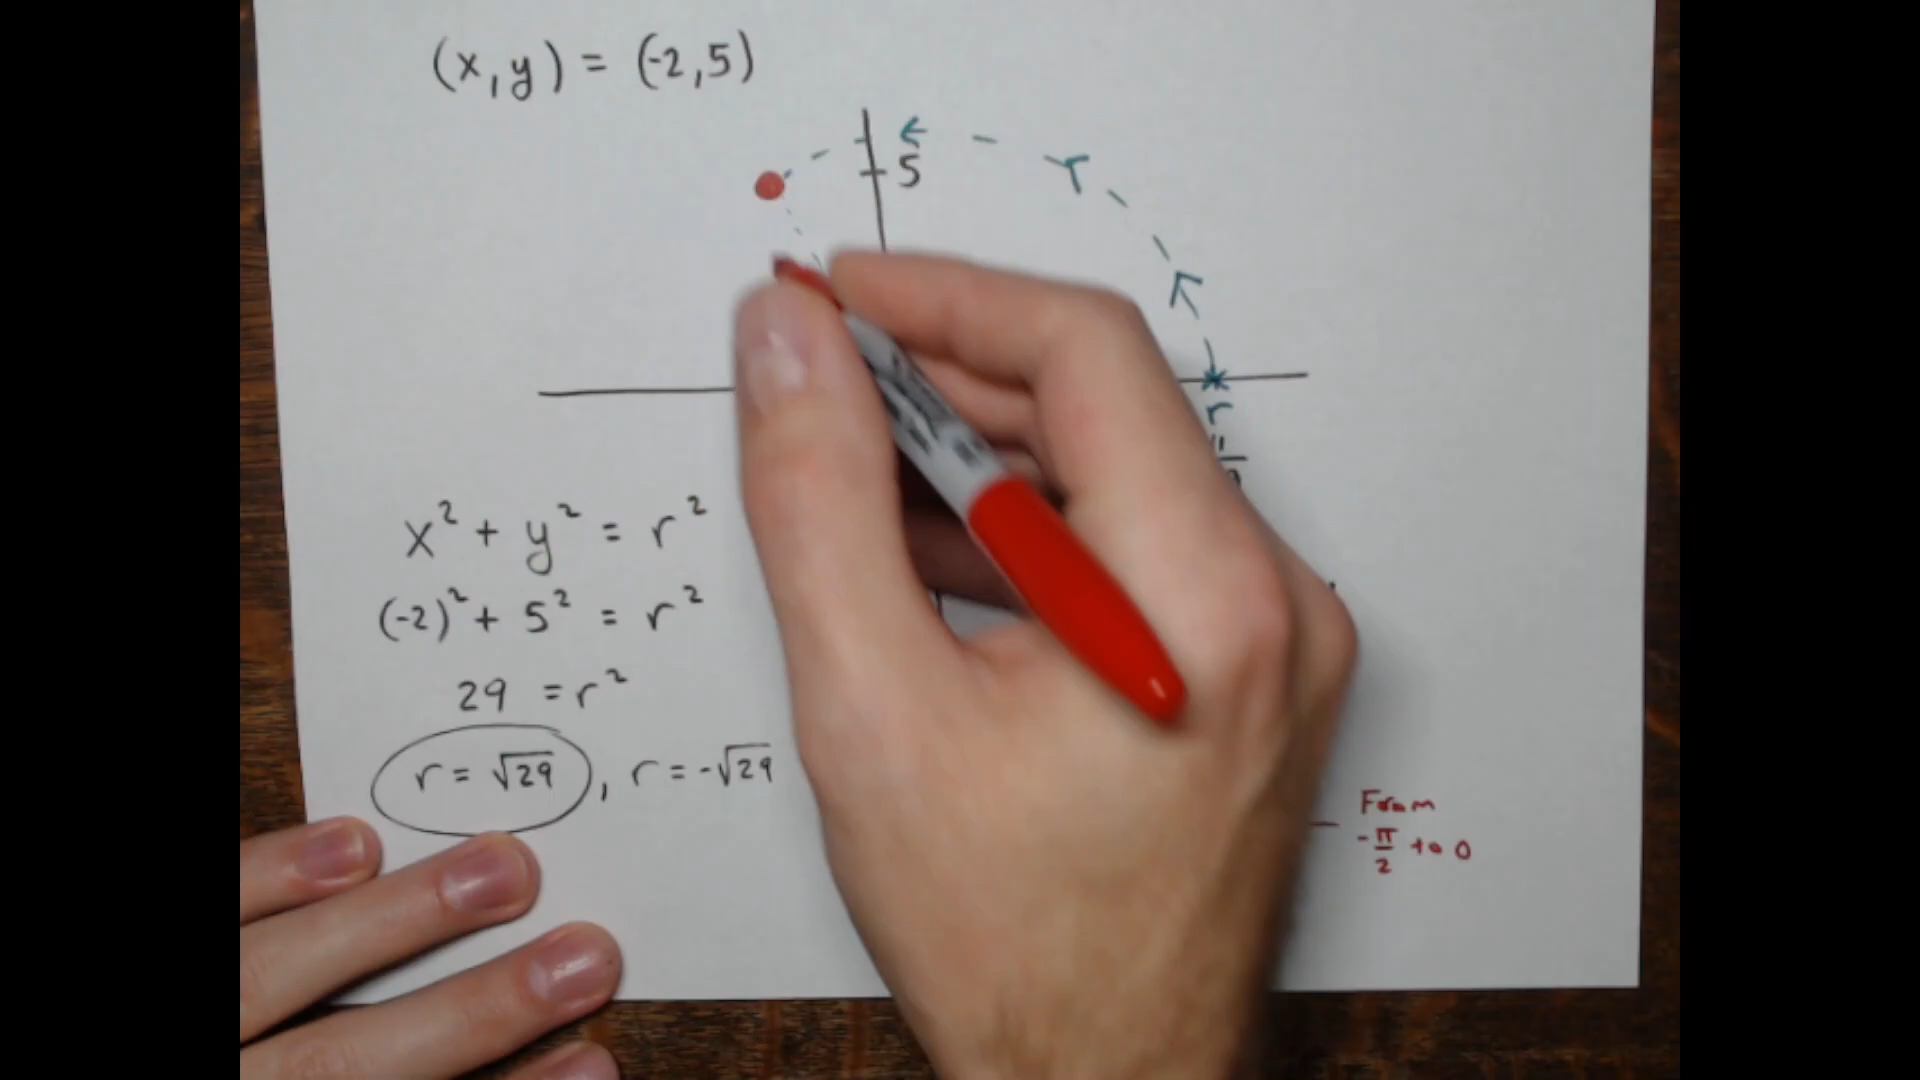 (x,y) = (-2,5)
5
r
x² + y² = r²
(-2)² + 5² = r²
29 = r²
r = √29 , r = -√29
From
-π/2 to 0